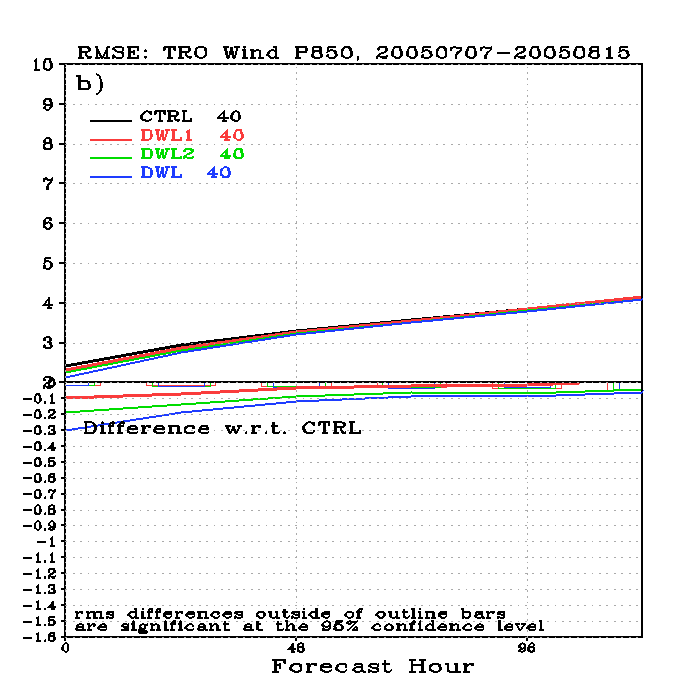 RMSE: TRO Wind P850, 20050707-20050815
b)
10
9
8
7
6
5
4
3
2
CTRL 40
DWL1 40
DWL2 40
DWL 40
0
-0.1
-0.2
-0.3
-0.4
-0.5
-0.6
-0.7
-0.8
-0.9
-1
-1.1
-1.2
-1.3
-1.4
-1.5
-1.6
Difference w.r.t. CTRL
rms differences outside of outline bars
are significant at the 95% confidence level
0 48 96
Forecast Hour